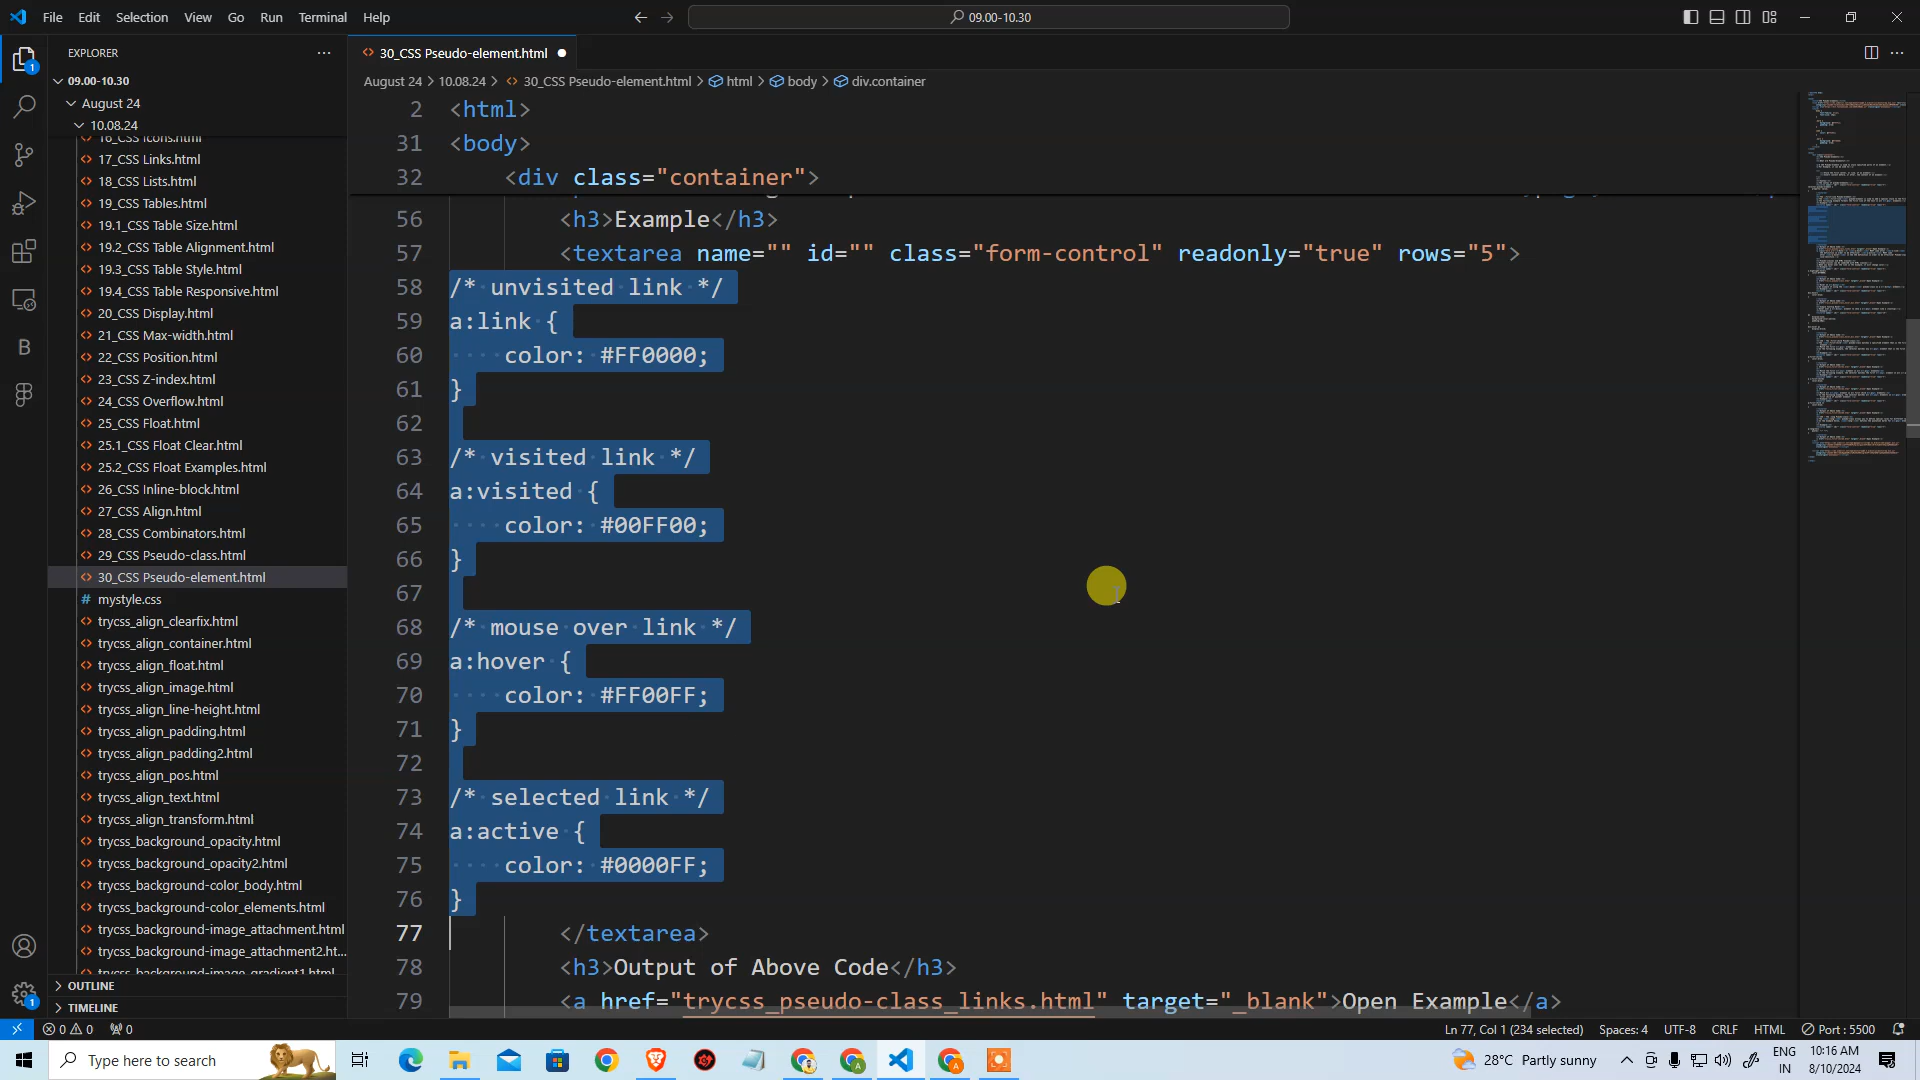 File Edit Selection View Go Run Terminal Help
09.00-10.30
EXPLORER
09.00-10.30
August 24
10.08.24
16_CSS Icons.html
17_CSS Links.html
18_CSS Lists.html
19_CSS Tables.html
19.1_CSS Table Size.html
19.2_CSS Table Alignment.html
19.3_CSS Table Style.html
19.4_CSS Table Responsive.html
20_CSS Display.html
21_CSS Max-width.html
22_CSS Position.html
23_CSS Z-index.html
24_CSS Overflow.html
25_CSS Float.html
25.1_CSS Float Clear.html
25.2_CSS Float Examples.html
26_CSS Inline-block.html
27_CSS Align.html
28_CSS Combinators.html
29_CSS Pseudo-class.html
30_CSS Pseudo-element.html
mystyle.css
trycss_align_clearfix.html
trycss_align_container.html
trycss_align_float.html
trycss_align_image.html
trycss_align_line-height.html
trycss_align_padding.html
trycss_align_padding2.html
trycss_align_pos.html
trycss_align_text.html
trycss_align_transform.html
trycss_background_opacity.html
trycss_background_opacity2.html
trycss_background-color_body.html
trycss_background-color_elements.html
trycss_background-image_attachment.html
trycss_background-image_attachment2.ht...
trycss_background-image_gradient1.html
OUTLINE
TIMELINE
30_CSS Pseudo-element.html
August 24 > 10.08.24 > 30_CSS Pseudo-element.html > html > body > div.container
2 <html>
31 <body>
32 <div class="container">
56 <h3>Example</h3>
57 <textarea name="" id="" class="form-control" readonly="true" rows="5">
58 /* unvisited link */
59 a:link {
60 color: #FF0000;
61 }
62
63 /* visited link */
64 a:visited {
65 color: #00FF00;
66 }
67
68 /* mouse over link */
69 a:hover {
70 color: #FF00FF;
71 }
72
73 /* selected link */
74 a:active {
75 color: #0000FF;
76 }
77 </textarea>
78 <h3>Output of Above Code</h3>
79 <a href="trycss_pseudo-class_links.html" target="_blank">Open Example</a>
0 0 0 Ln 77, Col 1 (234 selected) Spaces: 4 UTF-8 CRLF HTML Port : 5500
Type here to search
28°C Partly sunny
ENG
IN
10:16 AM
8/10/2024